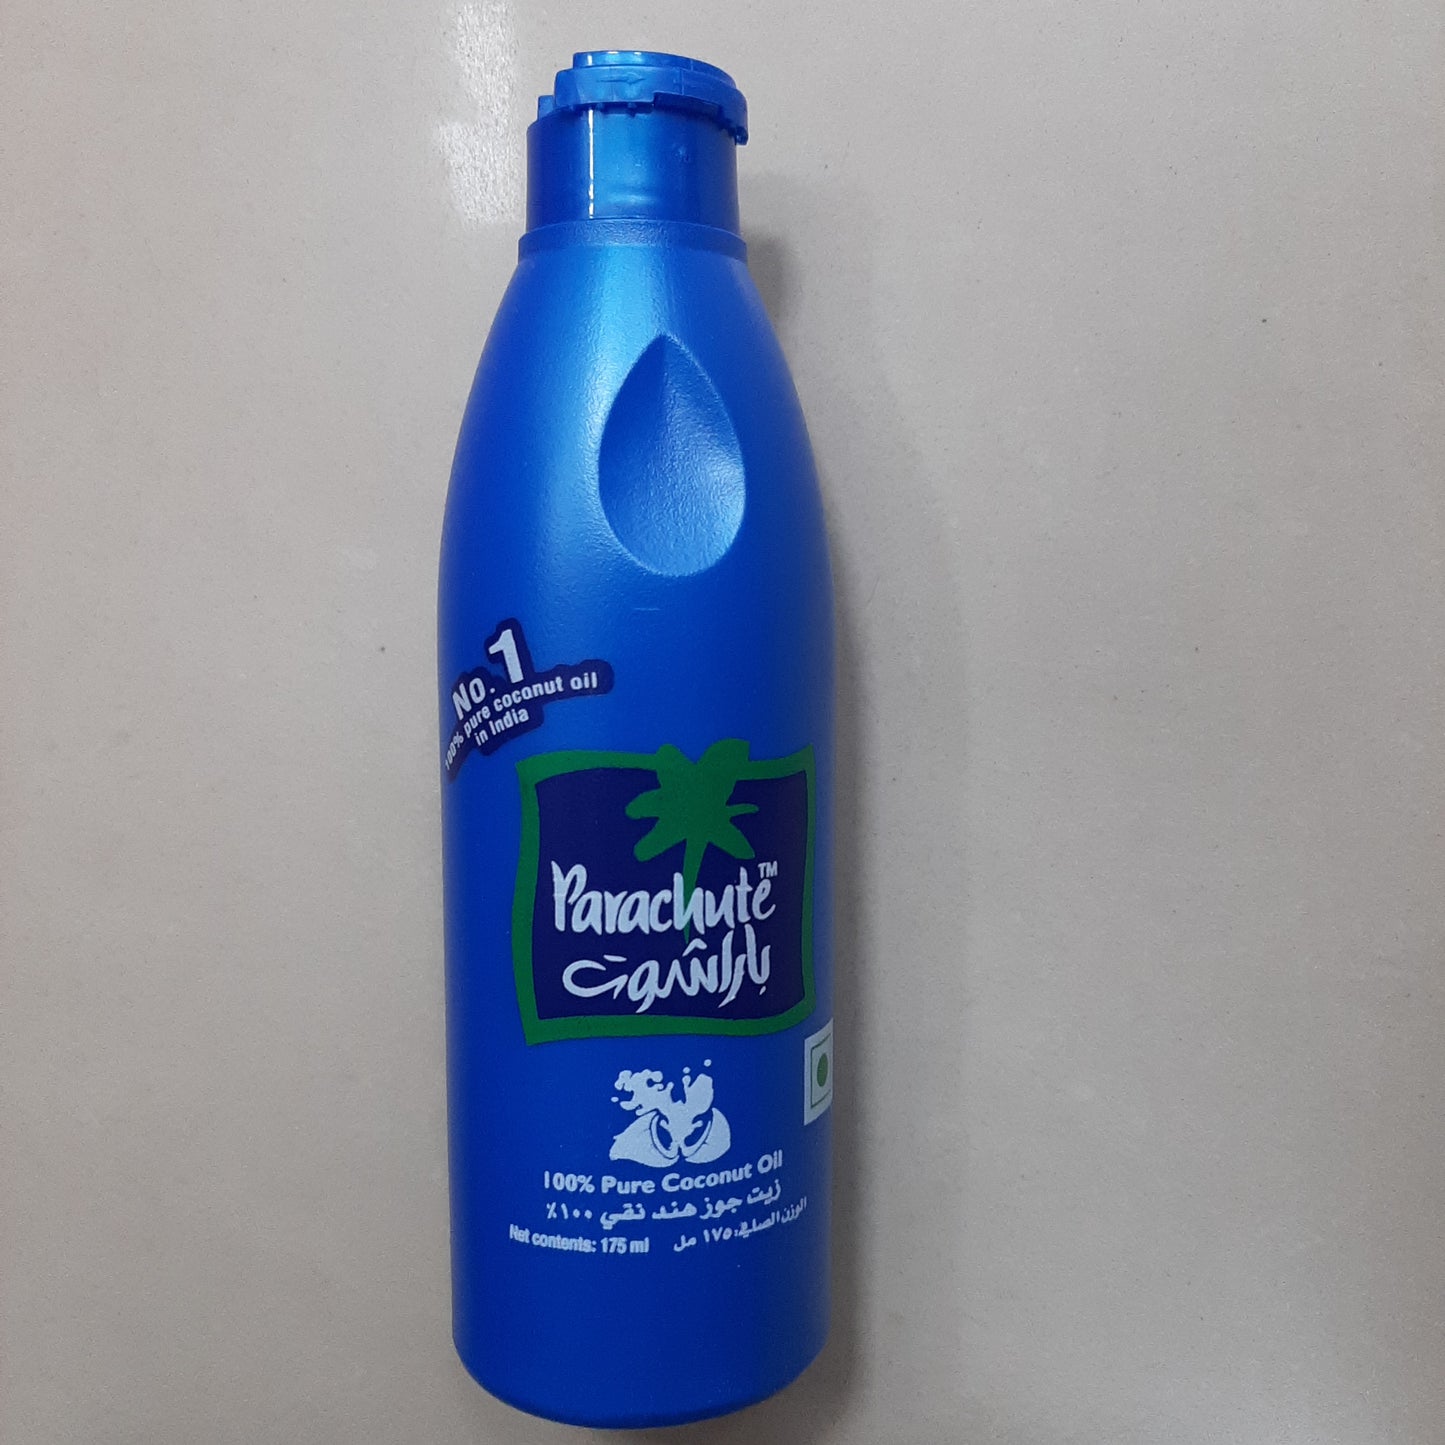 No. 1
100% pure coconut oil
in India
Parachute™
باراشوت
100% Pure Coconut Oil
زيت جوز هند نقي ١٠٠٪
Net contents: 175 ml الوزن الصافي: ١٧٥ مل